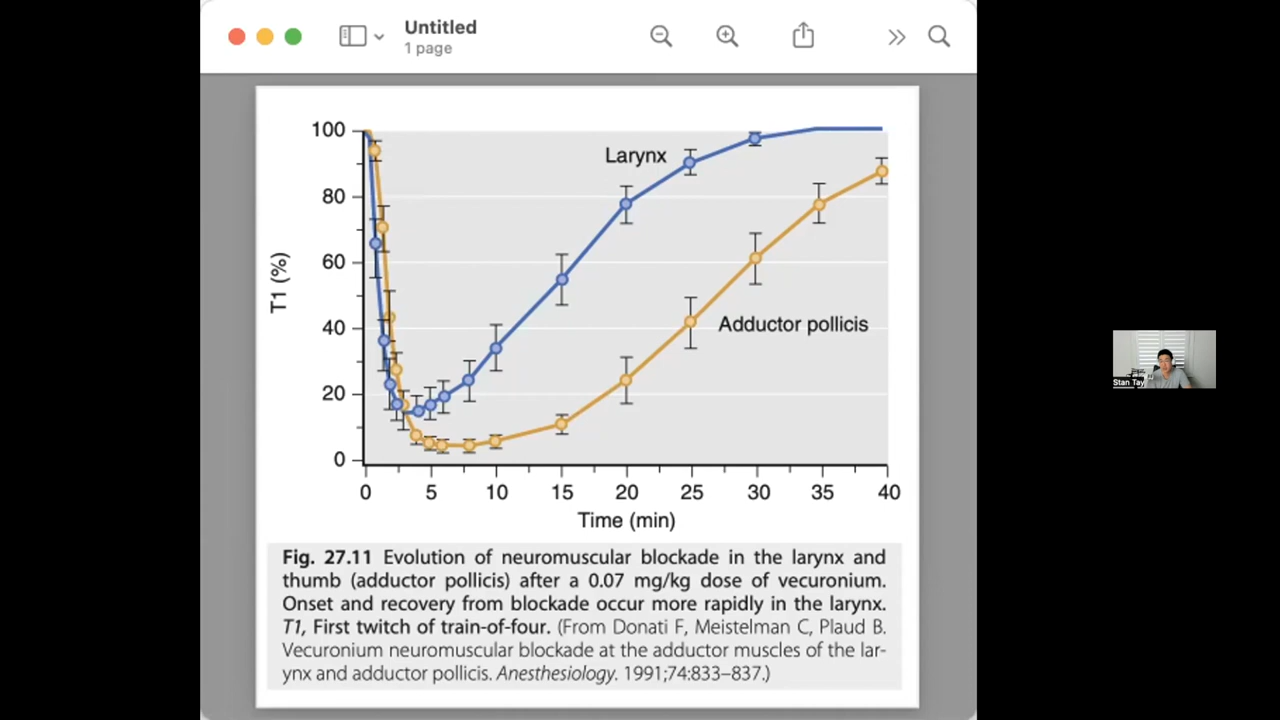 Untitled
1 page
100
80
60
40
20
0
T1 (%)
Larynx
Adductor pollicis
0 5 10 15 20 25 30 35 40
Time (min)
Fig. 27.11 Evolution of neuromuscular blockade in the larynx and
thumb (adductor pollicis) after a 0.07 mg/kg dose of vecuronium.
Onset and recovery from blockade occur more rapidly in the larynx.
T1, First twitch of train-of-four. (From Donati F, Meistelman C, Plaud B.
Vecuronium neuromuscular blockade at the adductor muscles of the lar-
ynx and adductor pollicis. Anesthesiology. 1991;74:833–837.)
Stan Tay